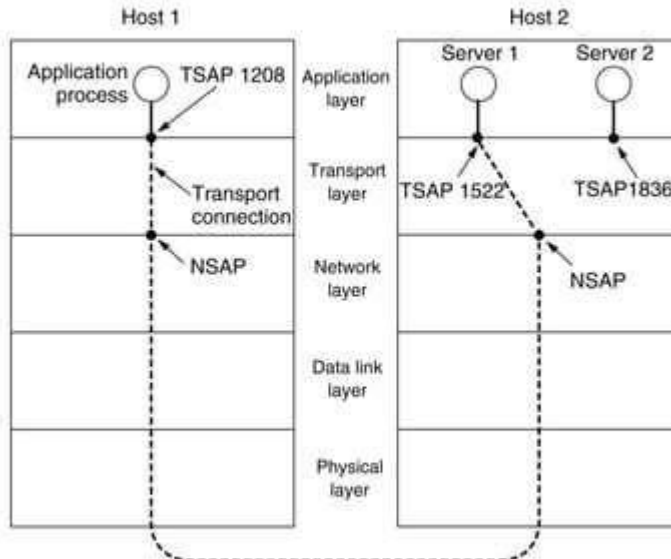 Host 1
Host 2
Application
process
TSAP 1208
Application
layer
Server 1
Server 2
Transport
connection
Transport
layer
TSAP 1522
TSAP1836
NSAP
Network
layer
NSAP
Data link
layer
Physical
layer